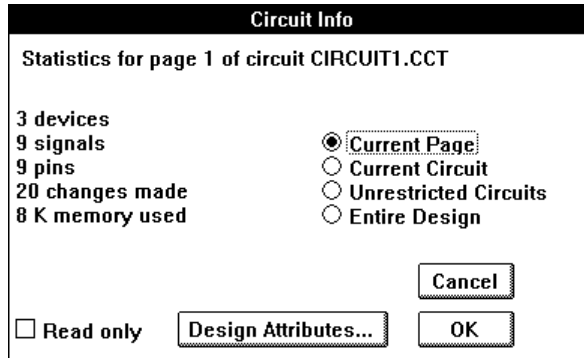 Circuit Info
Statistics for page 1 of circuit CIRCUIT1.CCT
3 devices
9 signals
9 pins
20 changes made
8 K memory used
Current Page
Current Circuit
Unrestricted Circuits
Entire Design
Cancel
Read only
Design Attributes...
OK